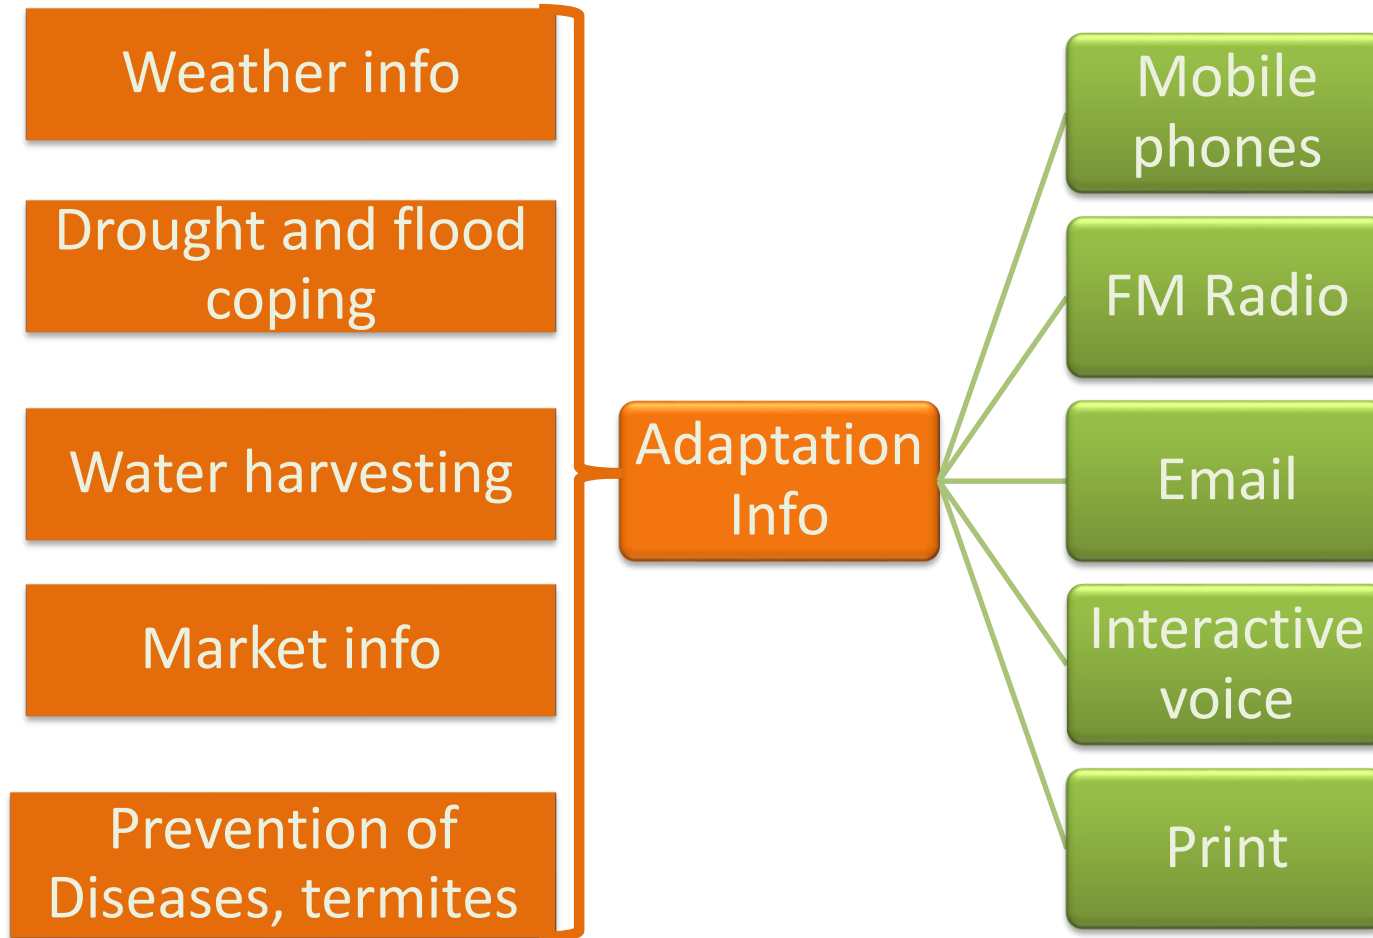 Weather info
Drought and flood
coping
Water harvesting
Market info
Prevention of
Diseases, termites
Adaptation
Info
Mobile
phones
FM Radio
Email
Interactive
voice
Print